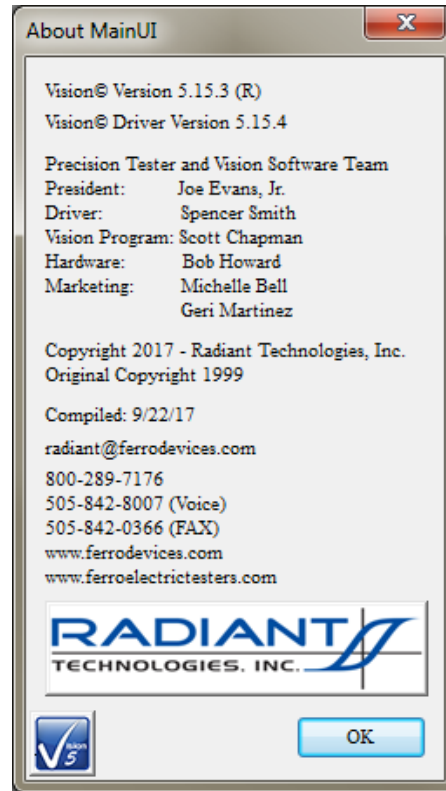 About MainUI
Vision© Version 5.15.3 (R)
Vision© Driver Version 5.15.4
Precision Tester and Vision Software Team
President: Joe Evans, Jr.
Driver: Spencer Smith
Vision Program: Scott Chapman
Hardware: Bob Howard
Marketing: Michelle Bell
Geri Martinez
Copyright 2017 - Radiant Technologies, Inc.
Original Copyright 1999
Compiled: 9/22/17
radiant@ferrodevices.com
800-289-7176
505-842-8007 (Voice)
505-842-0366 (FAX)
www.ferrodevices.com
www.ferroelectrictesters.com
RADIANT
TECHNOLOGIES, INC.
Vision
5
OK